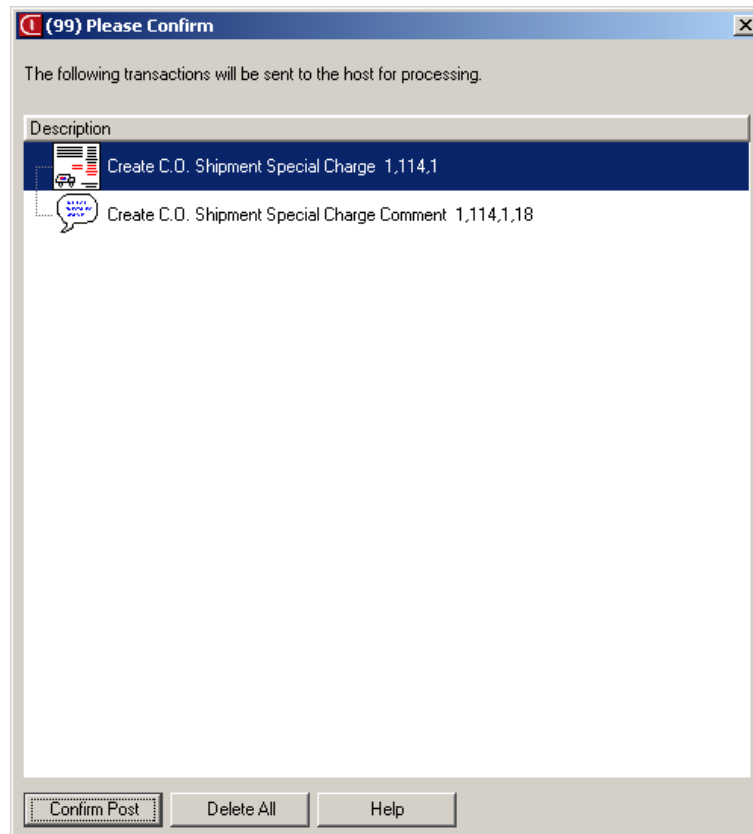 (99) Please Confirm
The following transactions will be sent to the host for processing.
Description
Create C.O. Shipment Special Charge 1,114,1
Create C.O. Shipment Special Charge Comment 1,114,1,18
Confirm Post Delete All Help